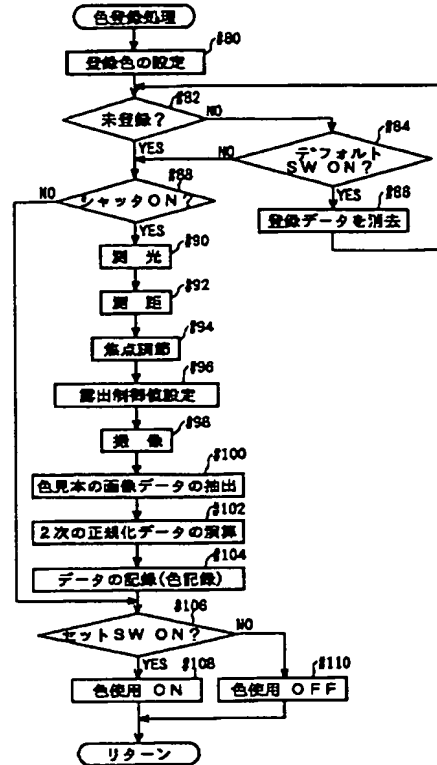 色登録処理
#80
登録色の設定
#82
未登録?
NO
YES
#84
デフォルト
SW ON?
NO
YES
#86
登録データを消去
#88
シャッタON?
NO
YES
#90
測 光
#92
測 距
#94
焦点調節
#96
露出制御値設定
#98
撮 像
#100
色見本の画像データの抽出
#102
2次の正規化データの演算
#104
データの記録(色記録)
#106
セットSW ON?
NO
YES
#108
色使用 ON
#110
色使用 OFF
リターン